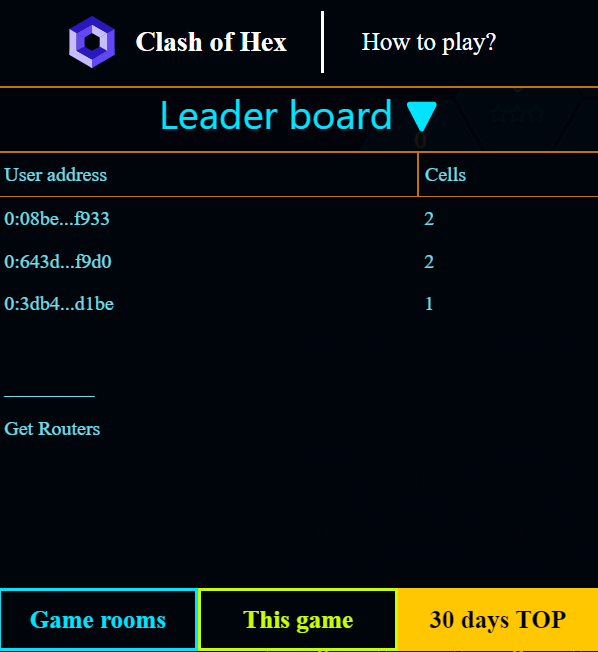 Clash of Hex How to play?
Leader board ▼
User address Cells
0:08be...f933 2
0:643d...f9d0 2
0:3db4...d1be 1
__________
Get Routers
Game rooms This game 30 days TOP